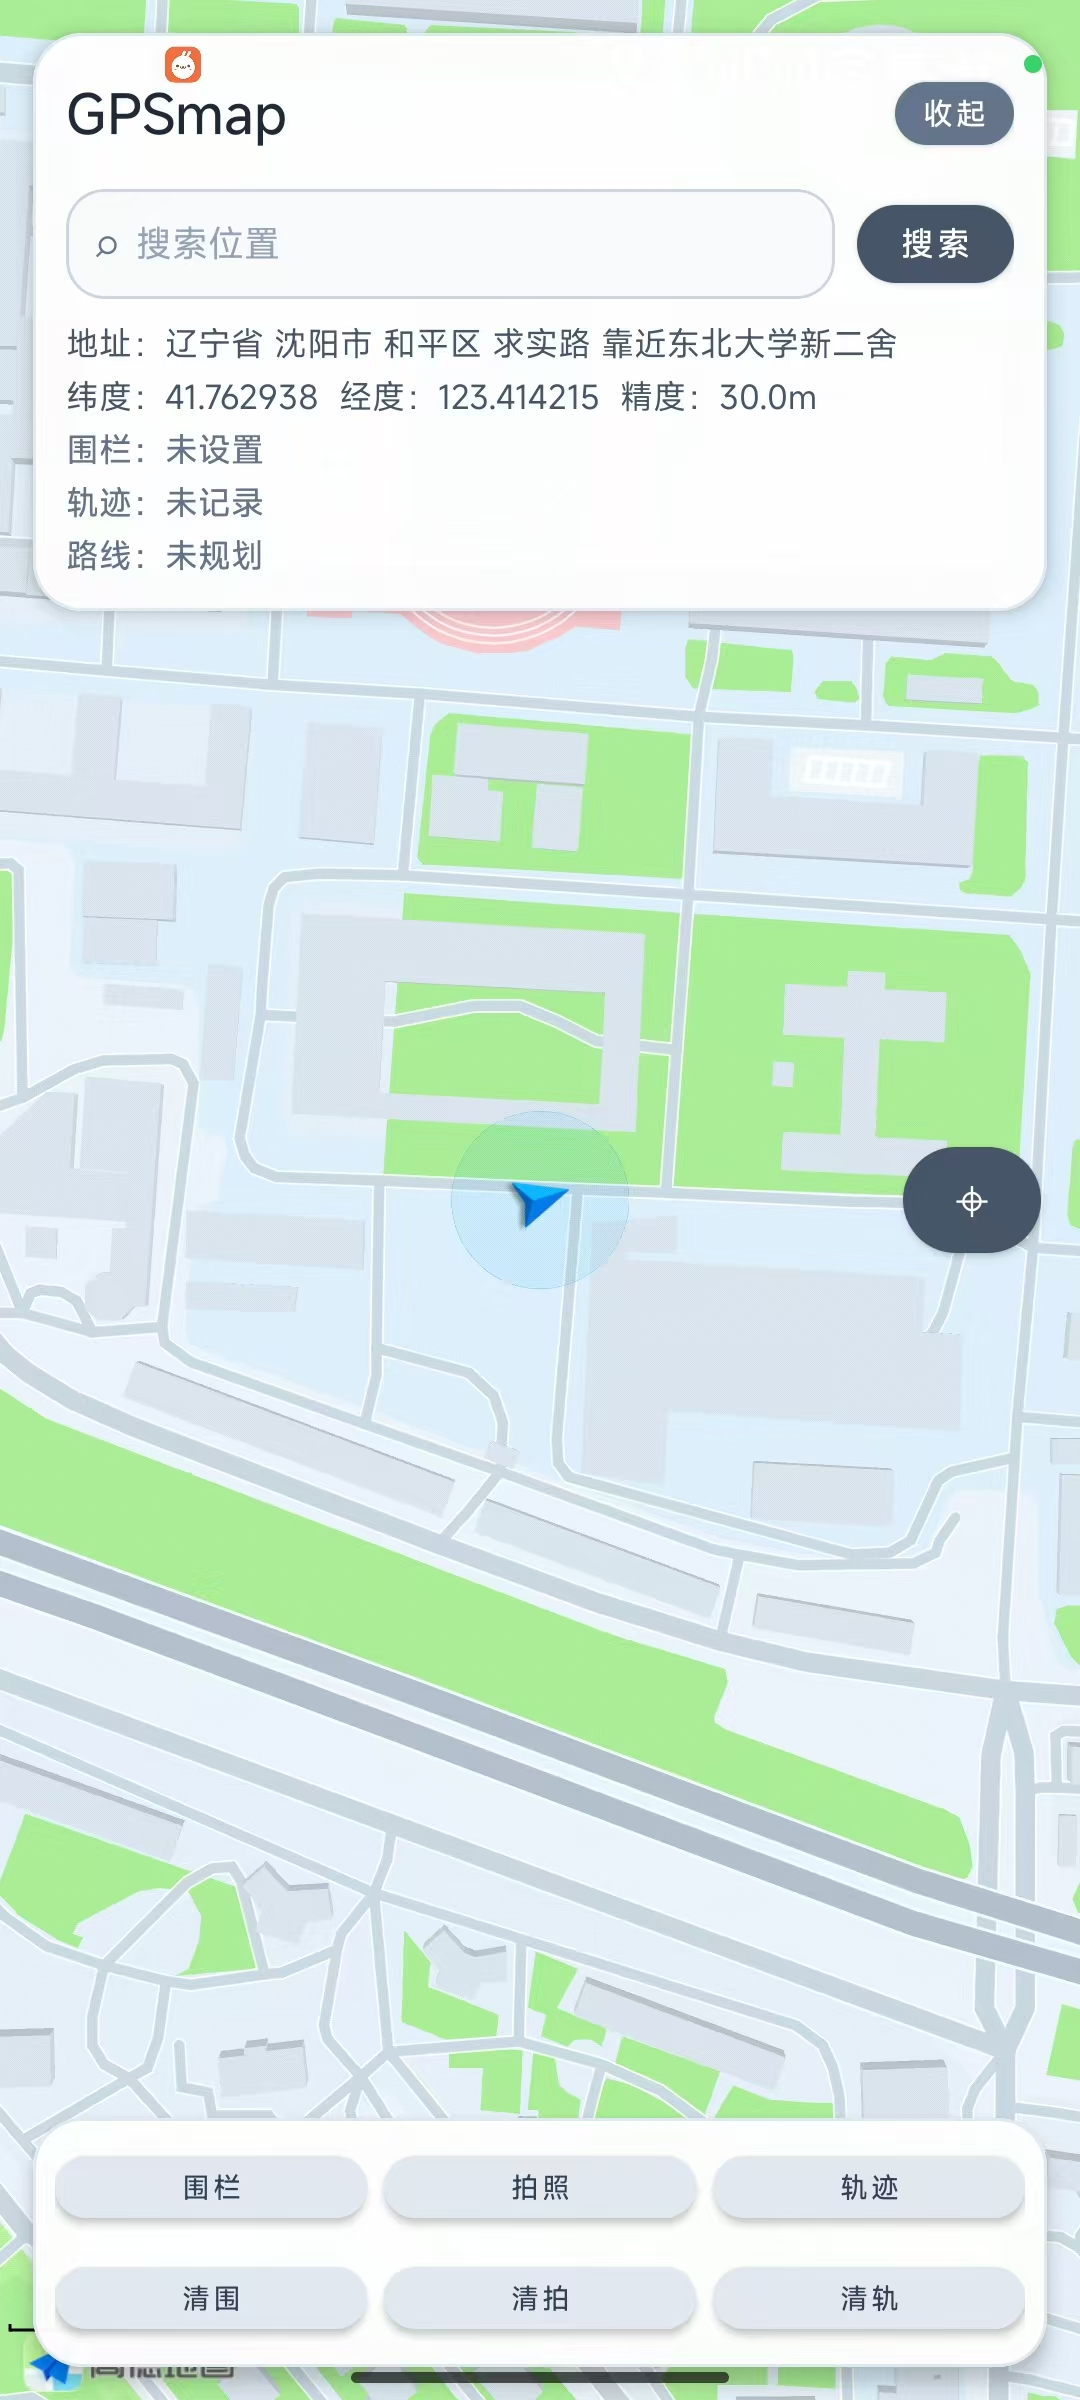 GPSmap
收起
搜索位置
搜索
地址：辽宁省 沈阳市 和平区 求实路 靠近东北大学新二舍
纬度：41.762938 经度：123.414215 精度：30.0m
围栏：未设置
轨迹：未记录
路线：未规划
围栏
拍照
轨迹
清围
清拍
清轨